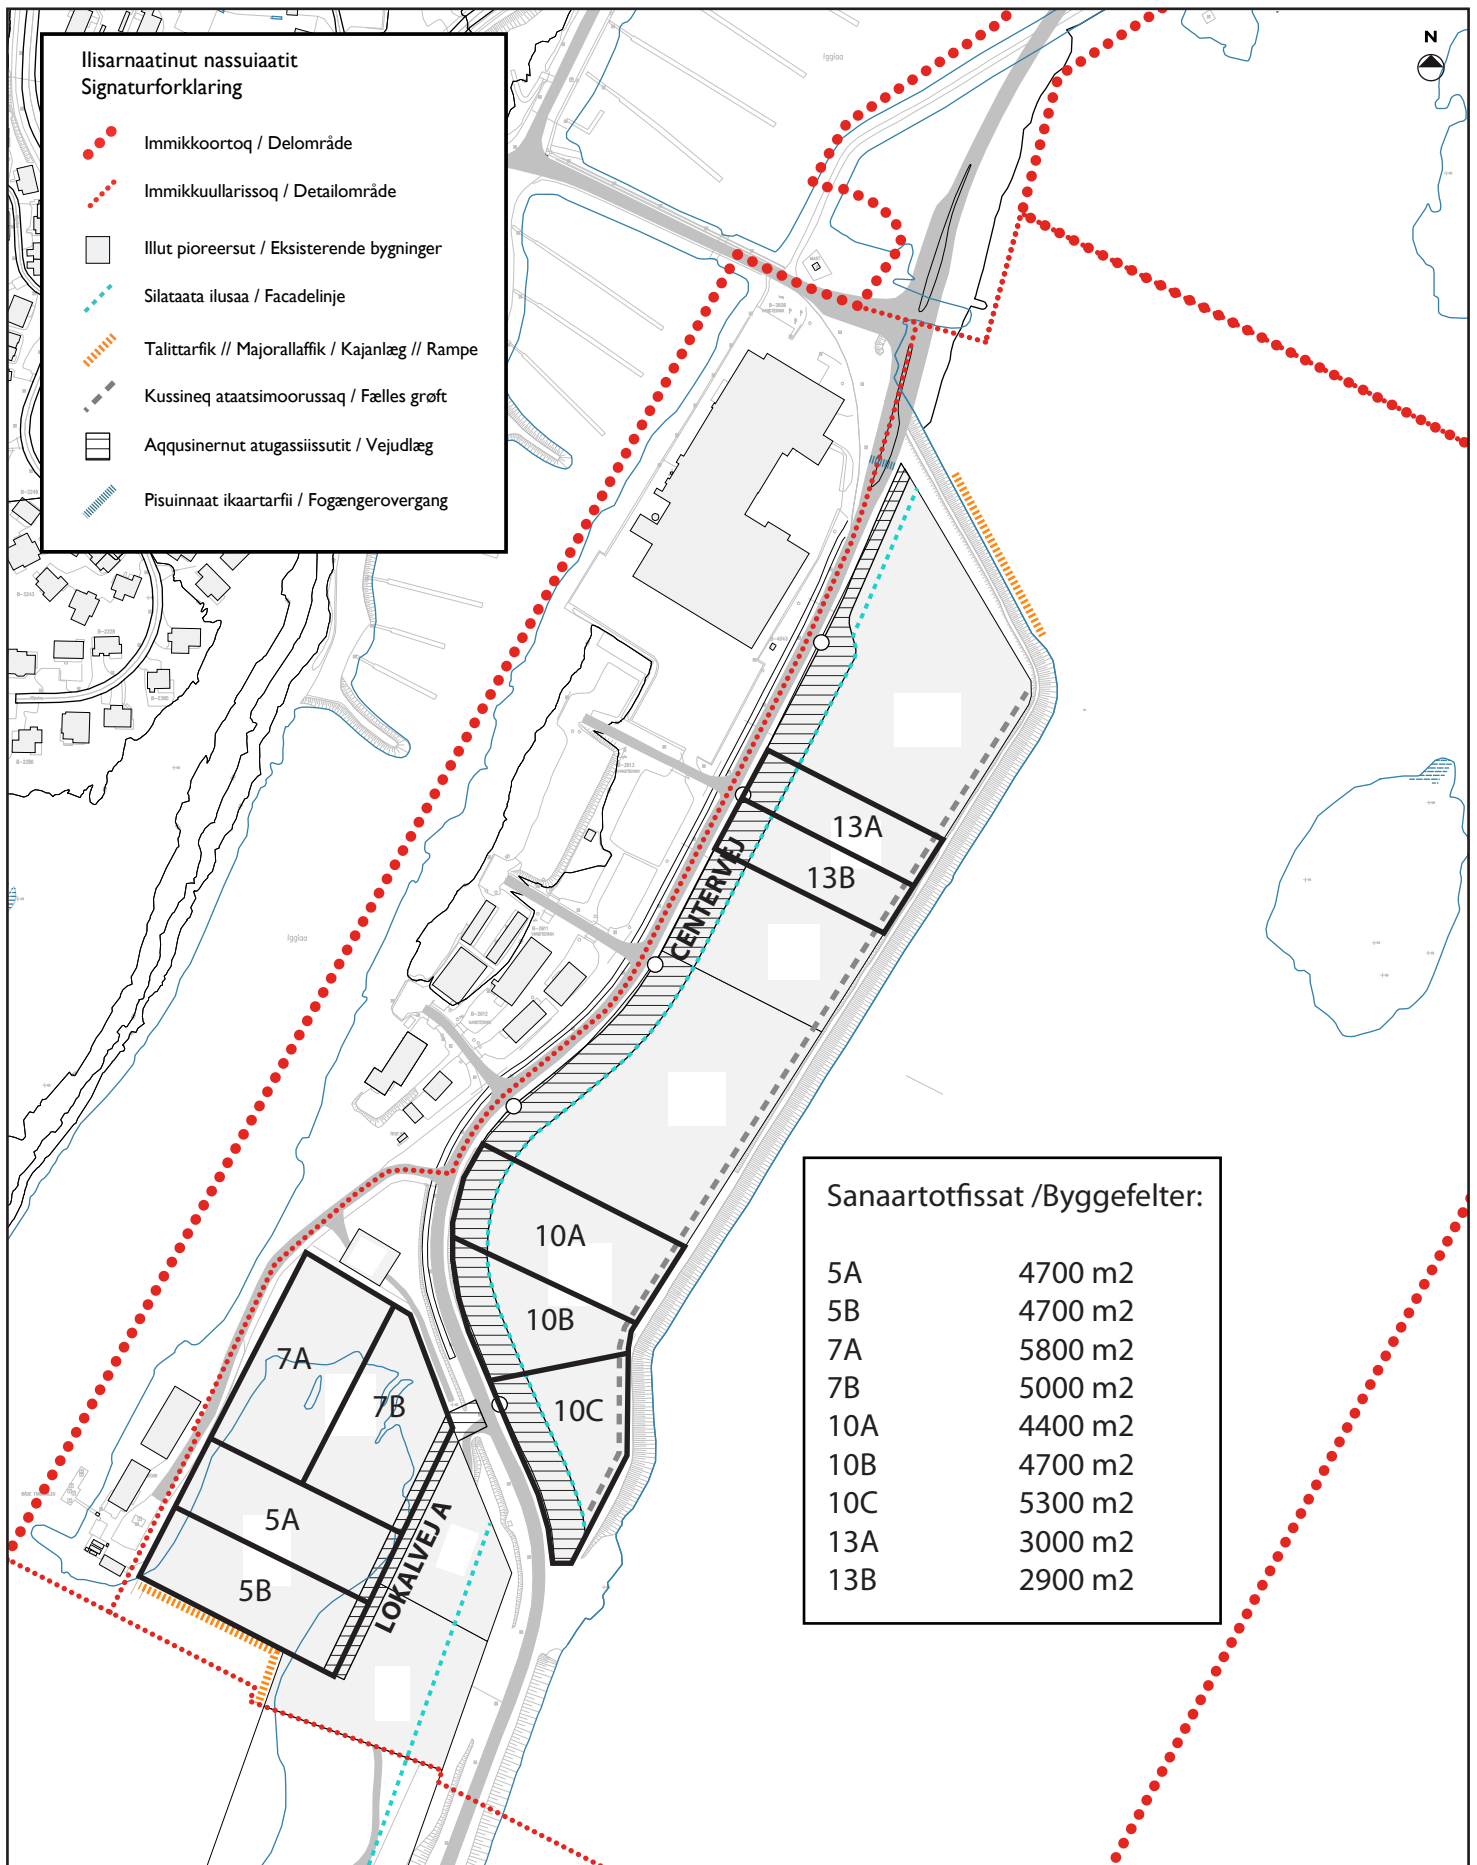 Ilisarnaatinut nassuiaatit
Signaturforklaring
Immikkoortoq / Delområde
Immikkuullarissoq / Detailområde
Illut pioreersut / Eksisterende bygninger
Silataata ilusaa / Facadelinje
Talittarfik // Majorallaffik / Kajanlæg // Rampe
Kussineq ataatsimoorussaq / Fælles grøft
Aqqusinernut atugassiissutit / Vejudlæg
Pisuinnaat ikaartarfii / Fogængerovergang
N
Igglaa
13A
13B
CENTERVEJ
Igglaa
10A
10B
10C
7A
7B
5A
5B
LOKALVEJ A
Sanaartotfissat /Byggefelter:
5A 4700 m2
5B 4700 m2
7A 5800 m2
7B 5000 m2
10A 4400 m2
10B 4700 m2
10C 5300 m2
13A 3000 m2
13B 2900 m2